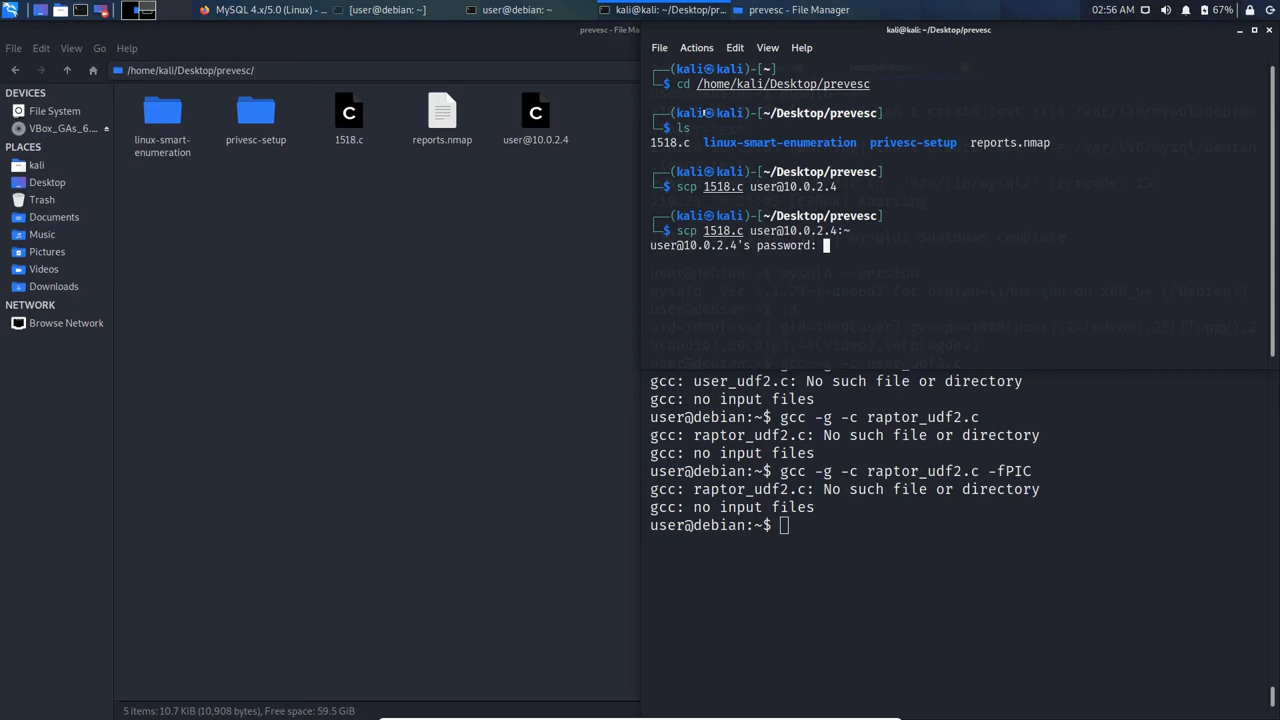 MySQL 4.x/5.0 (Linux) - ...
[user@debian: ~]
user@debian: ~
kali@kali: ~/Desktop/pr...
prevesc - File Manager
02:56 AM
67%
prevesc - File Ma
kali@kali: ~/Desktop/prevesc
File Edit View Go Help
File Actions Edit View Help
/home/kali/Desktop/prevesc/
DEVICES
File System
VBox_GAs_6....
PLACES
kali
Desktop
Trash
Documents
Music
Pictures
Videos
Downloads
NETWORK
Browse Network
linux-smart-
enumeration
privesc-setup
1518.c
reports.nmap
user@10.0.2.4
5 items: 10.7 KiB (10,908 bytes), Free space: 59.5 GiB
┌──(kali㉿kali)-[~]
└─$ cd /home/kali/Desktop/prevesc
┌──(kali㉿kali)-[~/Desktop/prevesc]
└─$ ls
1518.c linux-smart-enumeration privesc-setup reports.nmap
┌──(kali㉿kali)-[~/Desktop/prevesc]
└─$ scp 1518.c user@10.0.2.4
┌──(kali㉿kali)-[~/Desktop/prevesc]
└─$ scp 1518.c user@10.0.2.4:~
user@10.0.2.4's password:
gcc: user_udf2.c: No such file or directory
gcc: no input files
user@debian:~$ gcc -g -c raptor_udf2.c
gcc: raptor_udf2.c: No such file or directory
gcc: no input files
user@debian:~$ gcc -g -c raptor_udf2.c -fPIC
gcc: raptor_udf2.c: No such file or directory
gcc: no input files
user@debian:~$